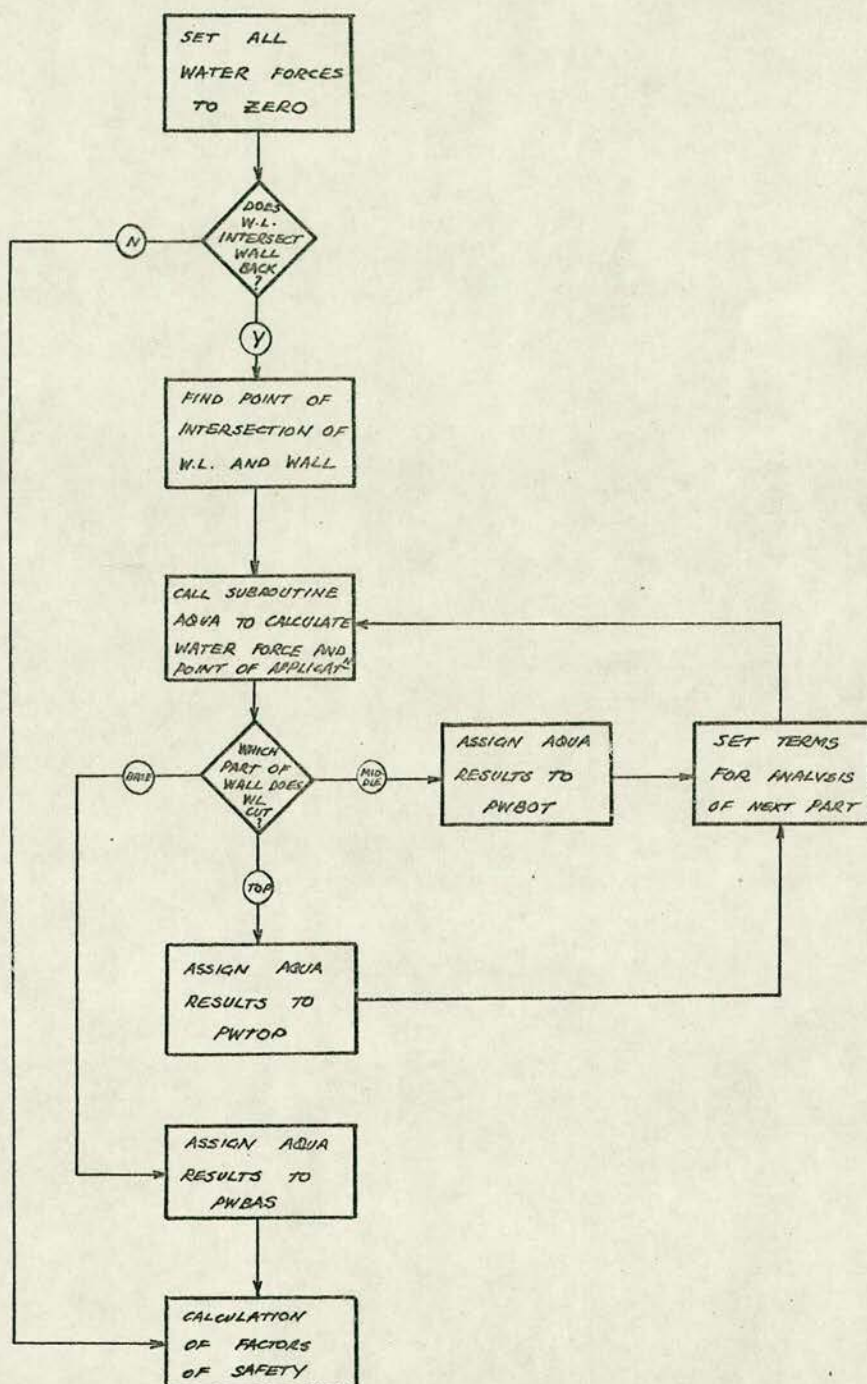 SET ALL
WATER FORCES
TO ZERO
DOES
W.L.
INTERSECT
WALL
BACK
?
N
Y
FIND POINT OF
INTERSECTION OF
W.L. AND WALL
CALL SUBROUTINE
AQUA TO CALCULATE
WATER FORCE AND
POINT OF APPLICATN
WHICH
PART OF
WALL DOES
WL
CUT
?
BASE
MID
DLE
ASSIGN AQUA
RESULTS TO
PWBOT
SET TERMS
FOR ANALYSIS
OF NEXT PART
TOP
ASSIGN AQUA
RESULTS TO
PWTOP
ASSIGN AQUA
RESULTS TO
PWBAS
CALCULATION
OF FACTORS
OF SAFETY